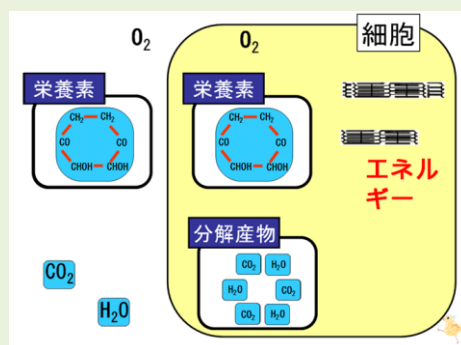 O₂
O₂
細胞
栄養素
CH₂ CH₂
CO CO
CHOH CHOH
栄養素
CH₂ CH₂
CO CO
CHOH CHOH
エネル
ギー
分解産物
CO₂ H₂O
H₂O CO₂
CO₂ H₂O
CO₂
H₂O